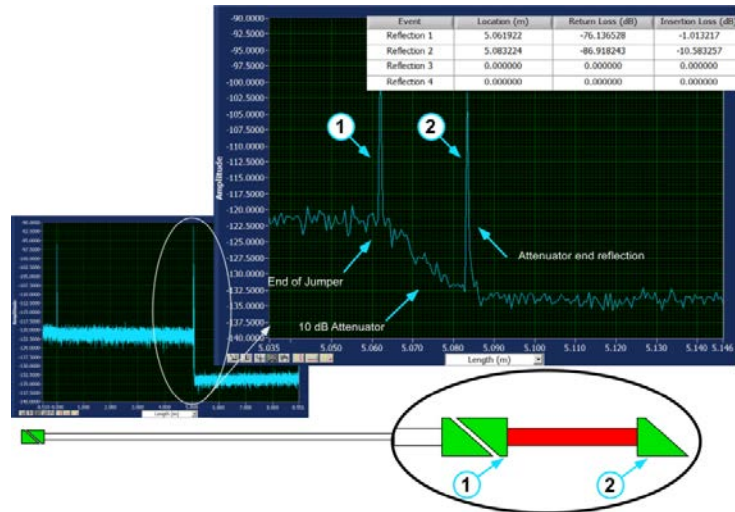 Event Location (m) Return Loss (dB) Insertion Loss (dB)
Reflection 1 5.061922 -76.136528 -1.013217
Reflection 2 5.083224 -86.918243 -10.583257
Reflection 3 0.000000 0.000000 0.000000
Reflection 4 0.000000 0.000000 0.000000
-90.0000
-92.5000
-95.0000
-97.5000
-100.0000
-102.5000
-105.0000
-107.5000
-110.0000
-112.5000
-115.0000
-117.5000
-120.0000
-122.5000
-125.0000
-127.5000
-130.0000
-132.5000
-135.0000
-137.5000
-140.0000
Amplitude
1
2
End of Jumper
Attenuator end reflection
10 dB Attenuator
5.035 5.050 5.060 5.070 5.080 5.090 5.100 5.110 5.120 5.130 5.146
Length (m)
Amplitude
Length (m)
1
2